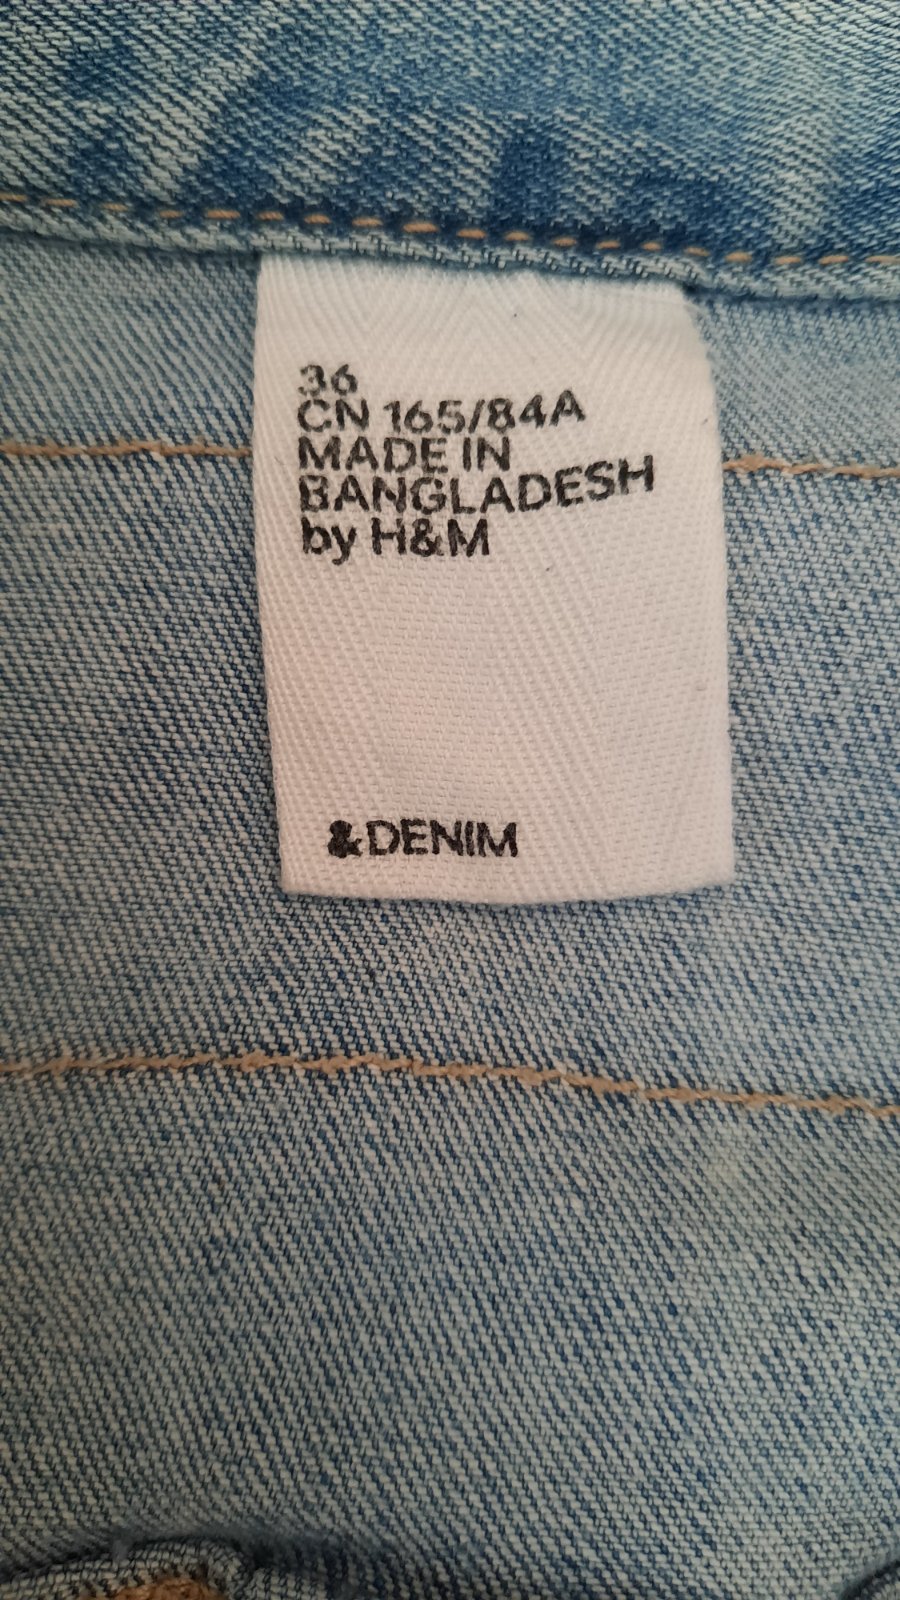 36
CN 165/84A
MADE IN
BANGLADESH
by H&M
&DENIM